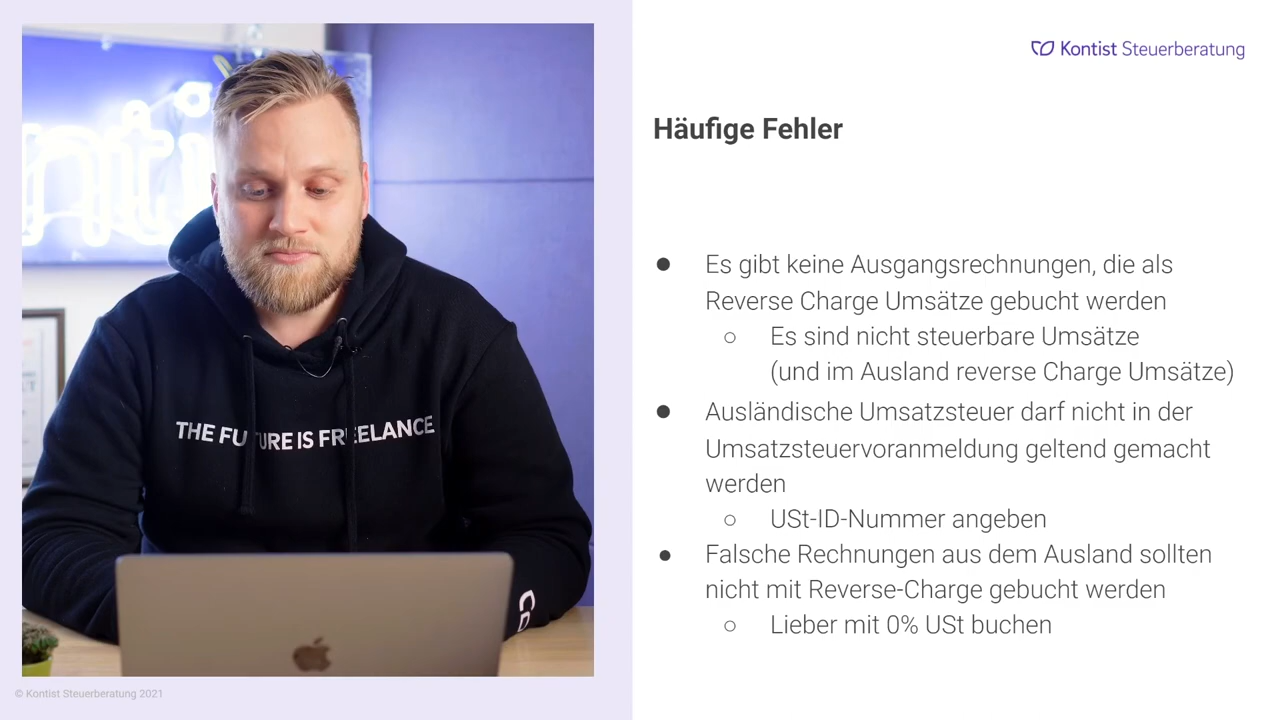 Kontist Steuerberatung
Häufige Fehler
● Es gibt keine Ausgangsrechnungen, die als
Reverse Charge Umsätze gebucht werden
○ Es sind nicht steuerbare Umsätze
(und im Ausland reverse Charge Umsätze)
● Ausländische Umsatzsteuer darf nicht in der
Umsatzsteuervoranmeldung geltend gemacht
werden
○ USt-ID-Nummer angeben
● Falsche Rechnungen aus dem Ausland sollten
nicht mit Reverse-Charge gebucht werden
○ Lieber mit 0% USt buchen
THE FUTURE IS FREELANCE
© Kontist Steuerberatung 2021